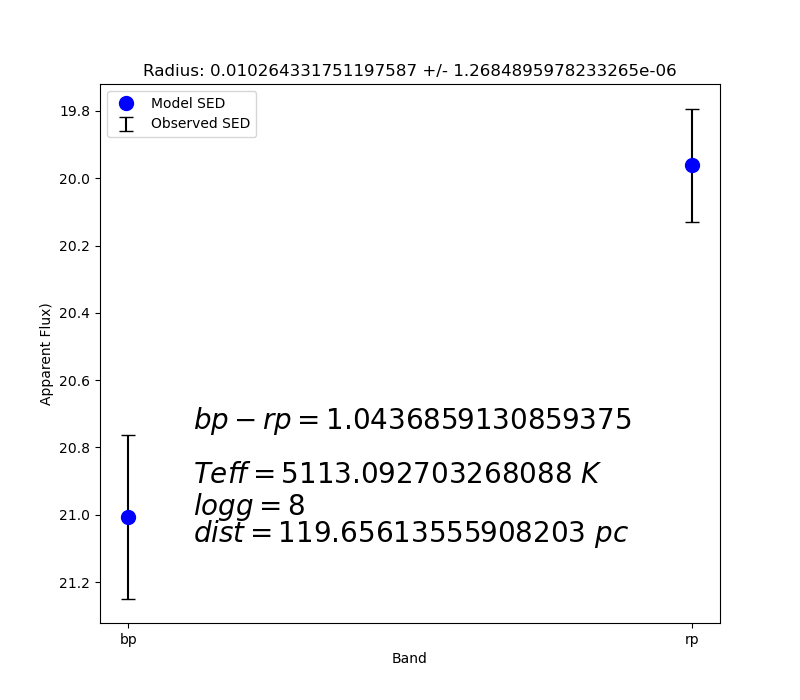 Radius: 0.010264331751197587 +/- 1.2684895978233265e-06
Model SED
Observed SED
19.8
20.0
20.2
20.4
20.6
20.8
21.0
21.2
Apparent Flux)
bp − rp = 1.0436859130859375
Teff = 5113.092703268088 K
logg = 8
dist = 119.65613555908203 pc
bp
rp
Band